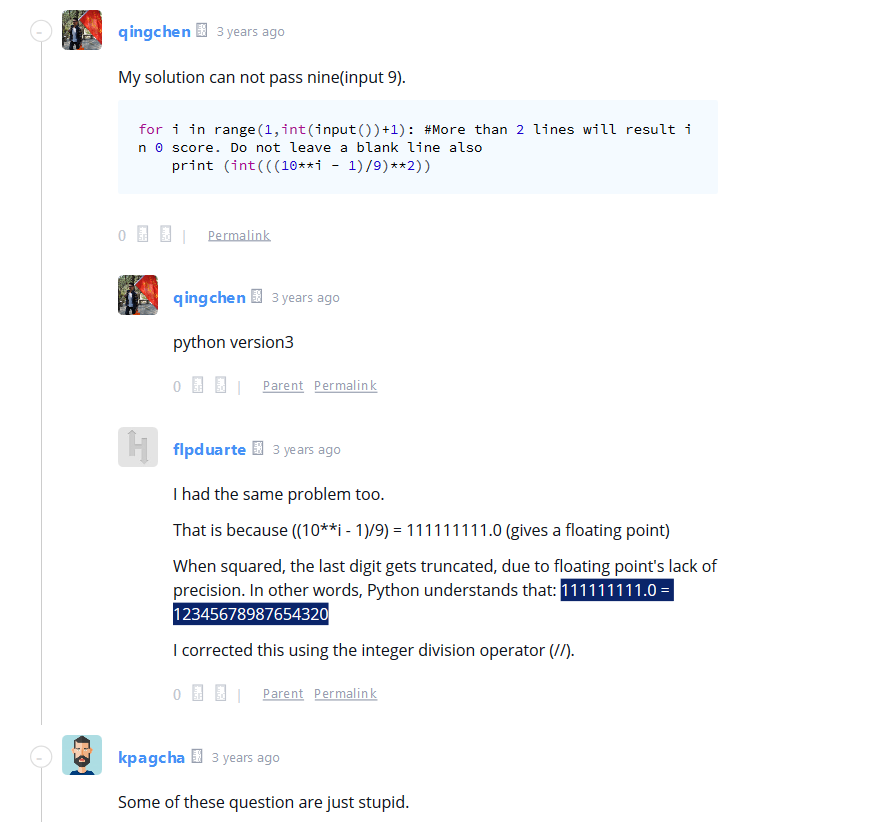 qingchen 3 years ago
My solution can not pass nine(input 9).
for i in range(1,int(input())+1): #More than 2 lines will result i
n 0 score. Do not leave a blank line also
    print (int(((10**i - 1)/9)**2))
0 | Permalink
qingchen 3 years ago
python version3
0 | Parent Permalink
flpduarte 3 years ago
I had the same problem too.
That is because ((10**i - 1)/9) = 111111111.0 (gives a floating point)
When squared, the last digit gets truncated, due to floating point's lack of
precision. In other words, Python understands that: 111111111.0 =
12345678987654320
I corrected this using the integer division operator (//).
0 | Parent Permalink
kpagcha 3 years ago
Some of these question are just stupid.